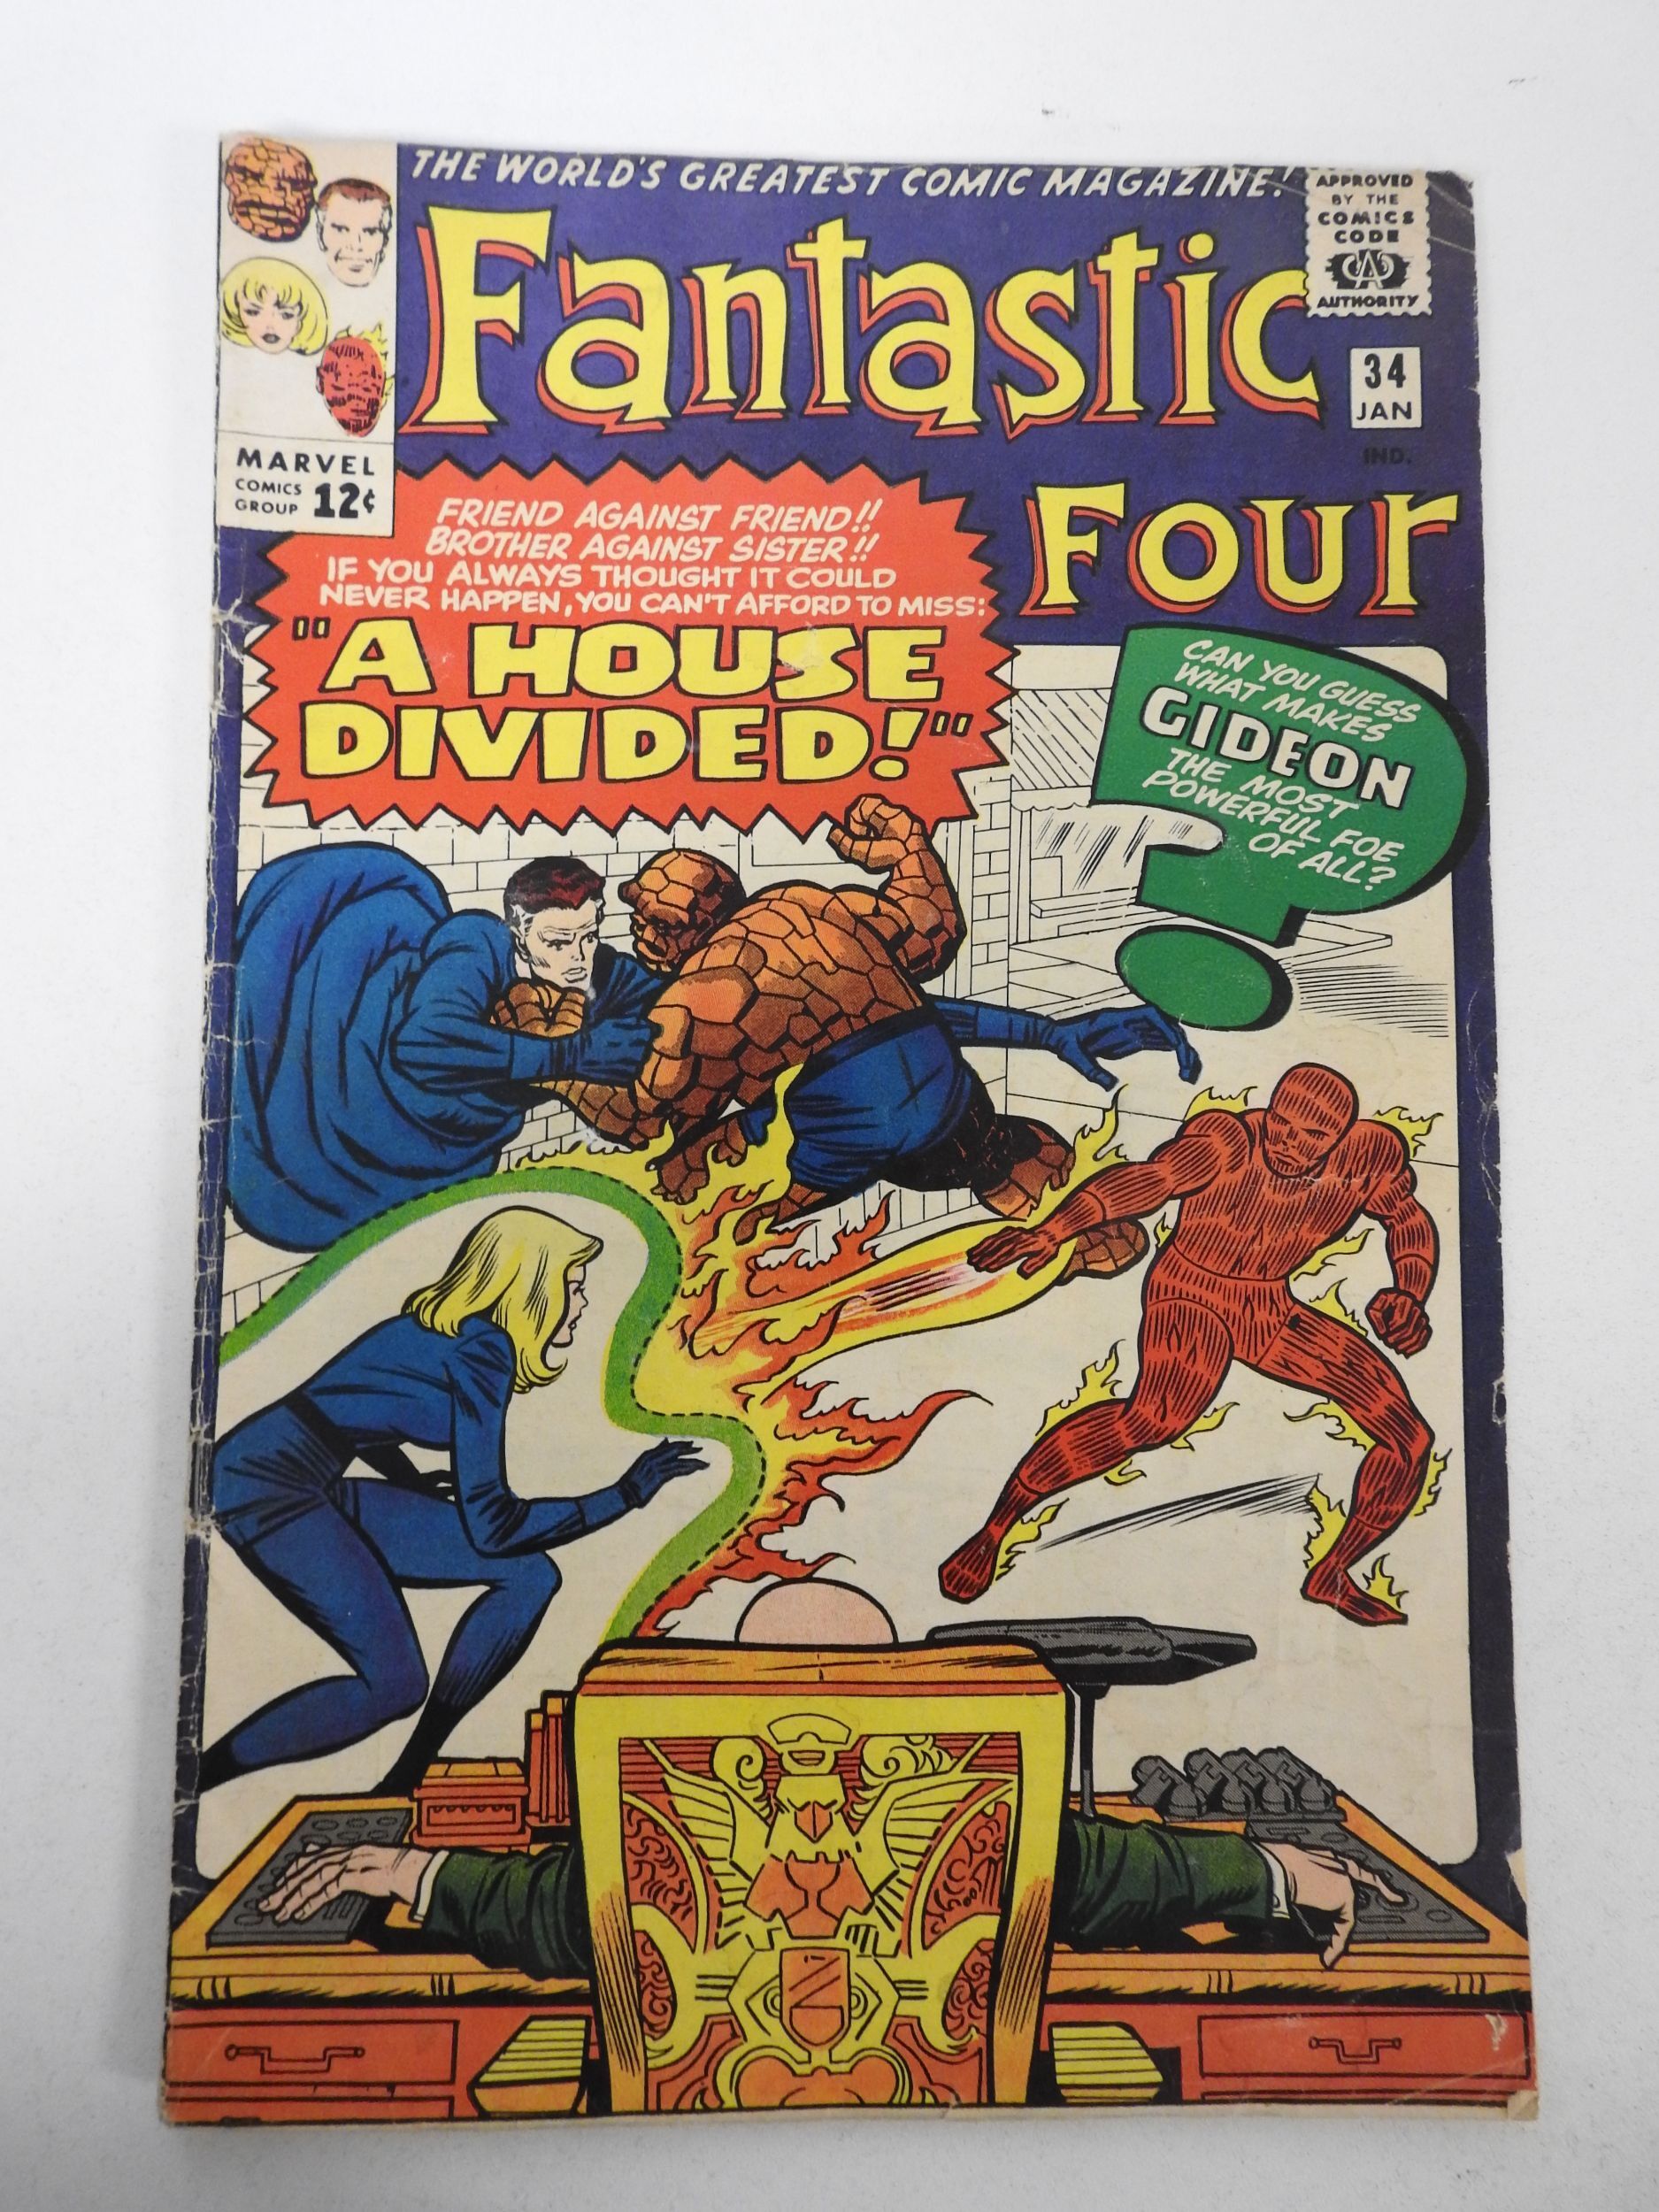 THE WORLD'S GREATEST COMIC MAGAZINE!
APPROVED
BY THE
COMICS
CODE
CA
AUTHORITY
Fantastic
Four
34
JAN
IND.
MARVEL
COMICS
GROUP 12¢
FRIEND AGAINST FRIEND!!
BROTHER AGAINST SISTER!!
IF YOU ALWAYS THOUGHT IT COULD
NEVER HAPPEN, YOU CAN'T AFFORD TO MISS:
"A HOUSE
DIVIDED!"
CAN YOU GUESS
WHAT MAKES
GIDEON
THE MOST
POWERFUL FOE
OF ALL?